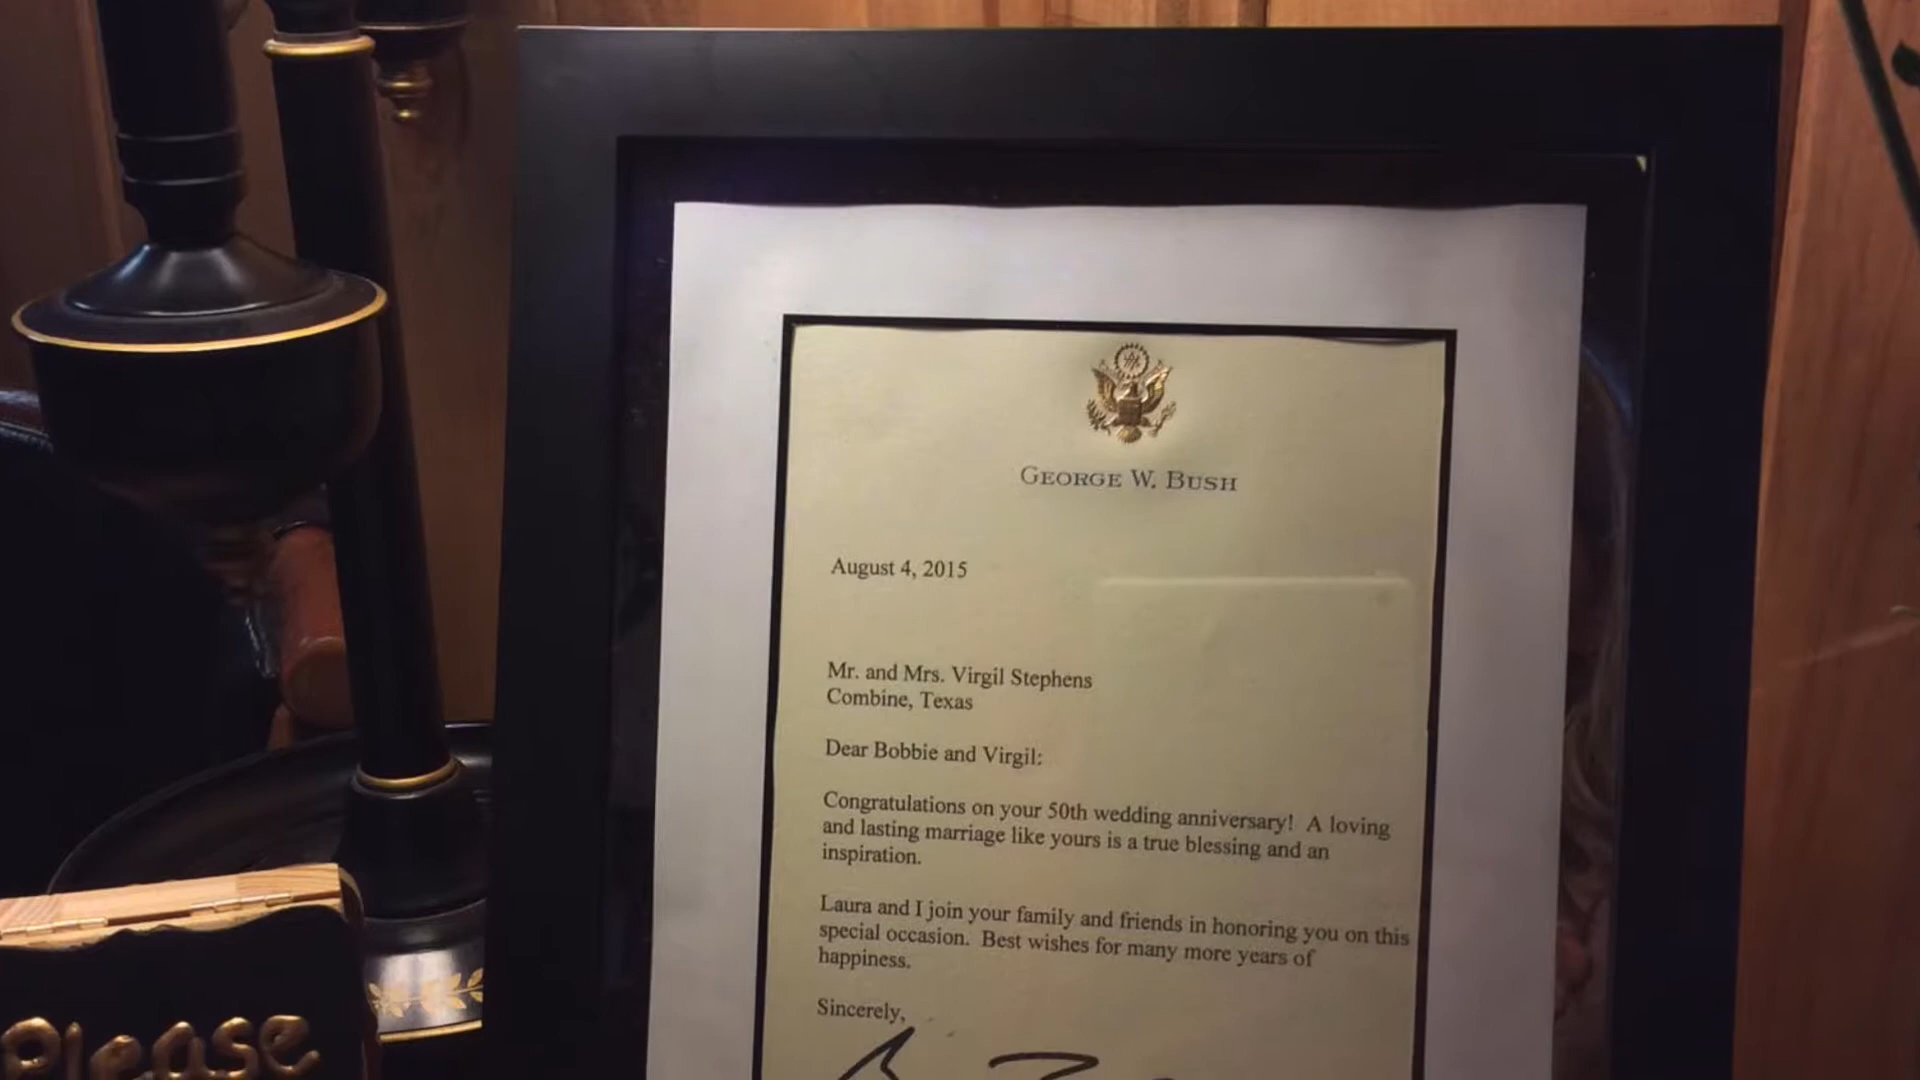 GEORGE W. BUSH
August 4, 2015
Mr. and Mrs. Virgil Stephens
Combine, Texas
Dear Bobbie and Virgil:
Congratulations on your 50th wedding anniversary!  A loving
and lasting marriage like yours is a true blessing and an
inspiration.
Laura and I join your family and friends in honoring you on this
special occasion.  Best wishes for many more years of
happiness.
Sincerely,
Please